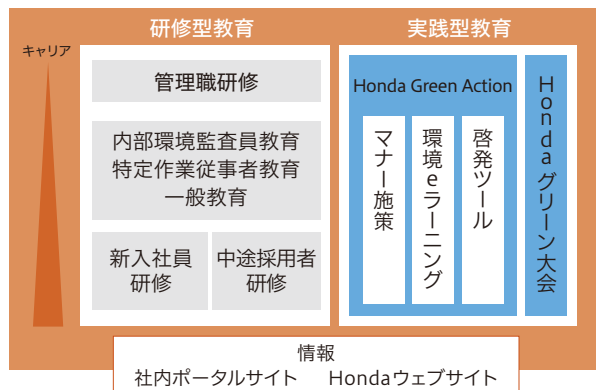 研修型教育
実践型教育
キャリア
管理職研修
内部環境監査員教育
特定作業従事者教育
一般教育
新入社員
研修
中途採用者
研修
Honda Green Action
マナー施策
環境eラーニング
啓発ツール
Hondaグリーン大会
情報
社内ポータルサイト Hondaウェブサイト